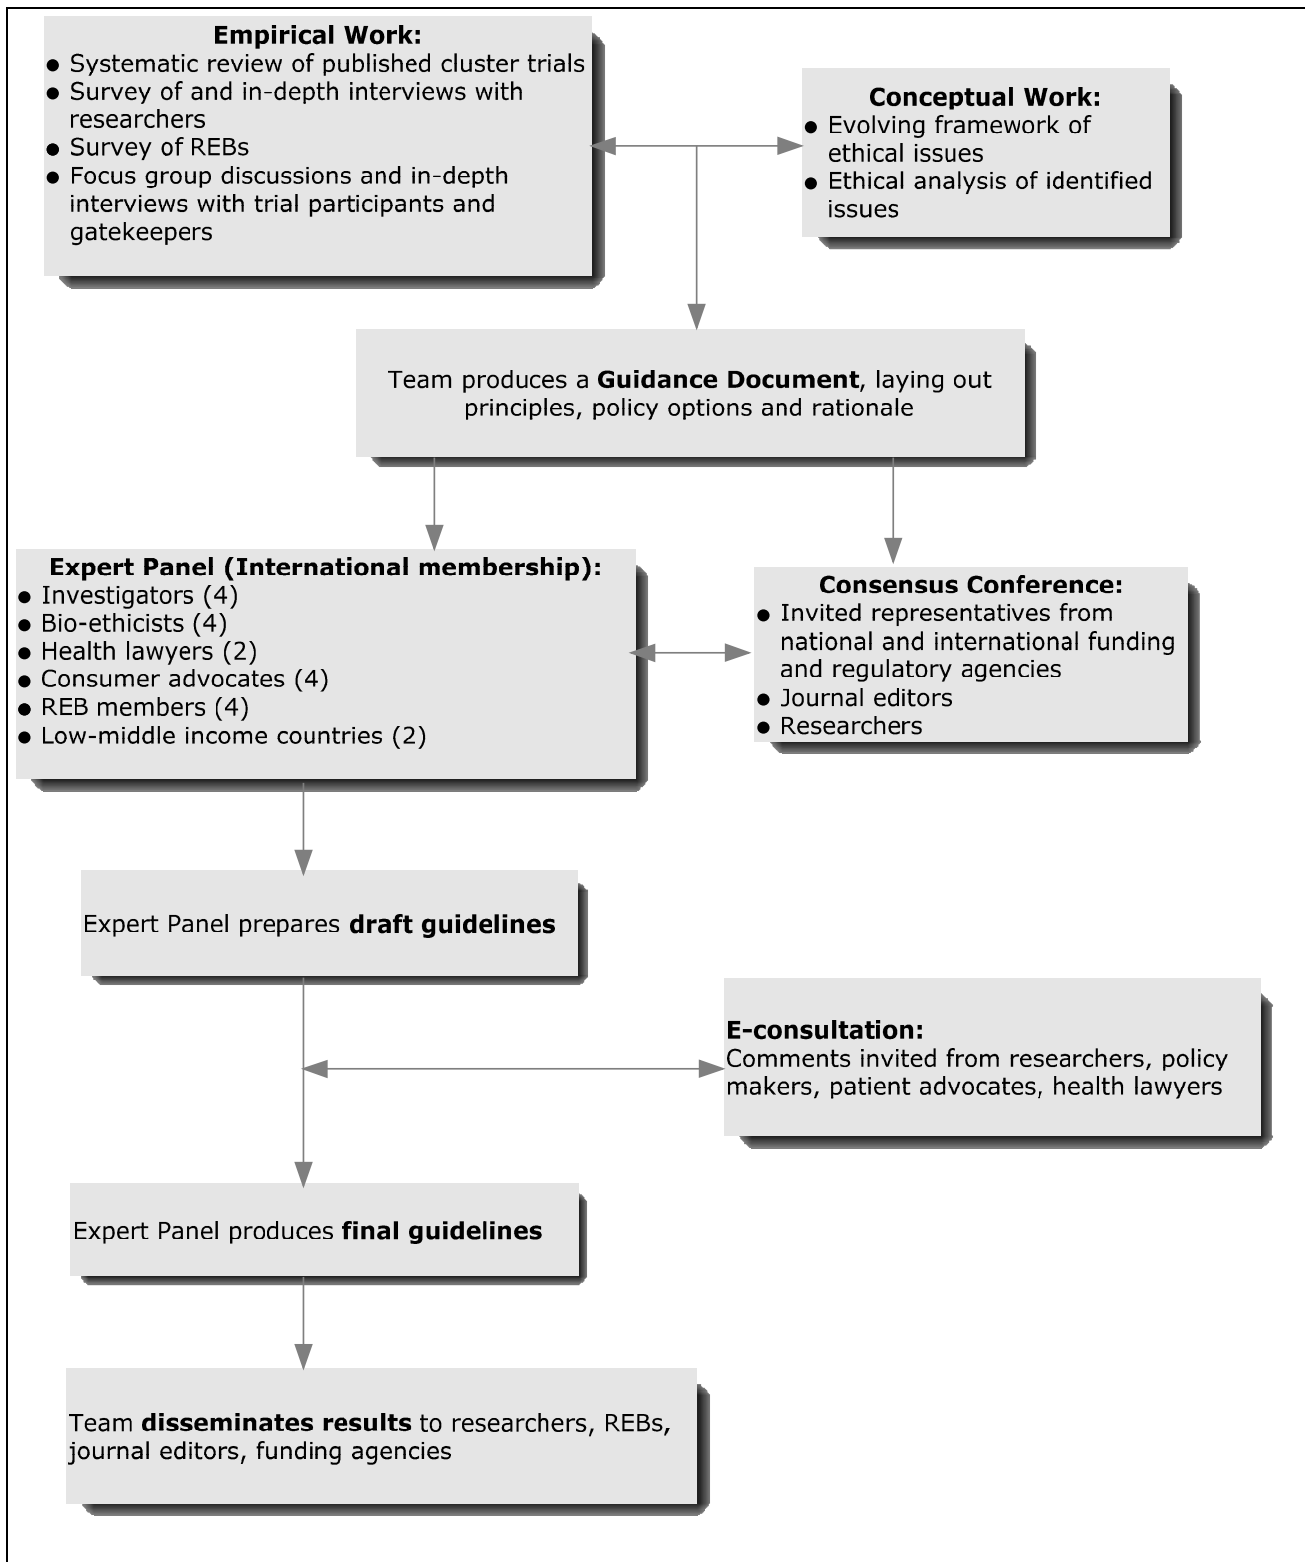 Empirical Work:
● Systematic review of published cluster trials
● Survey of and in-depth interviews with
researchers
● Survey of REBs
● Focus group discussions and in-depth
interviews with trial participants and
gatekeepers
Conceptual Work:
● Evolving framework of
ethical issues
● Ethical analysis of identified
issues
Team produces a Guidance Document, laying out
principles, policy options and rationale
Expert Panel (International membership):
● Investigators (4)
● Bio-ethicists (4)
● Health lawyers (2)
● Consumer advocates (4)
● REB members (4)
● Low-middle income countries (2)
Consensus Conference:
● Invited representatives from
national and international funding
and regulatory agencies
● Journal editors
● Researchers
Expert Panel prepares draft guidelines
E-consultation:
Comments invited from researchers, policy
makers, patient advocates, health lawyers
Expert Panel produces final guidelines
Team disseminates results to researchers, REBs,
journal editors, funding agencies